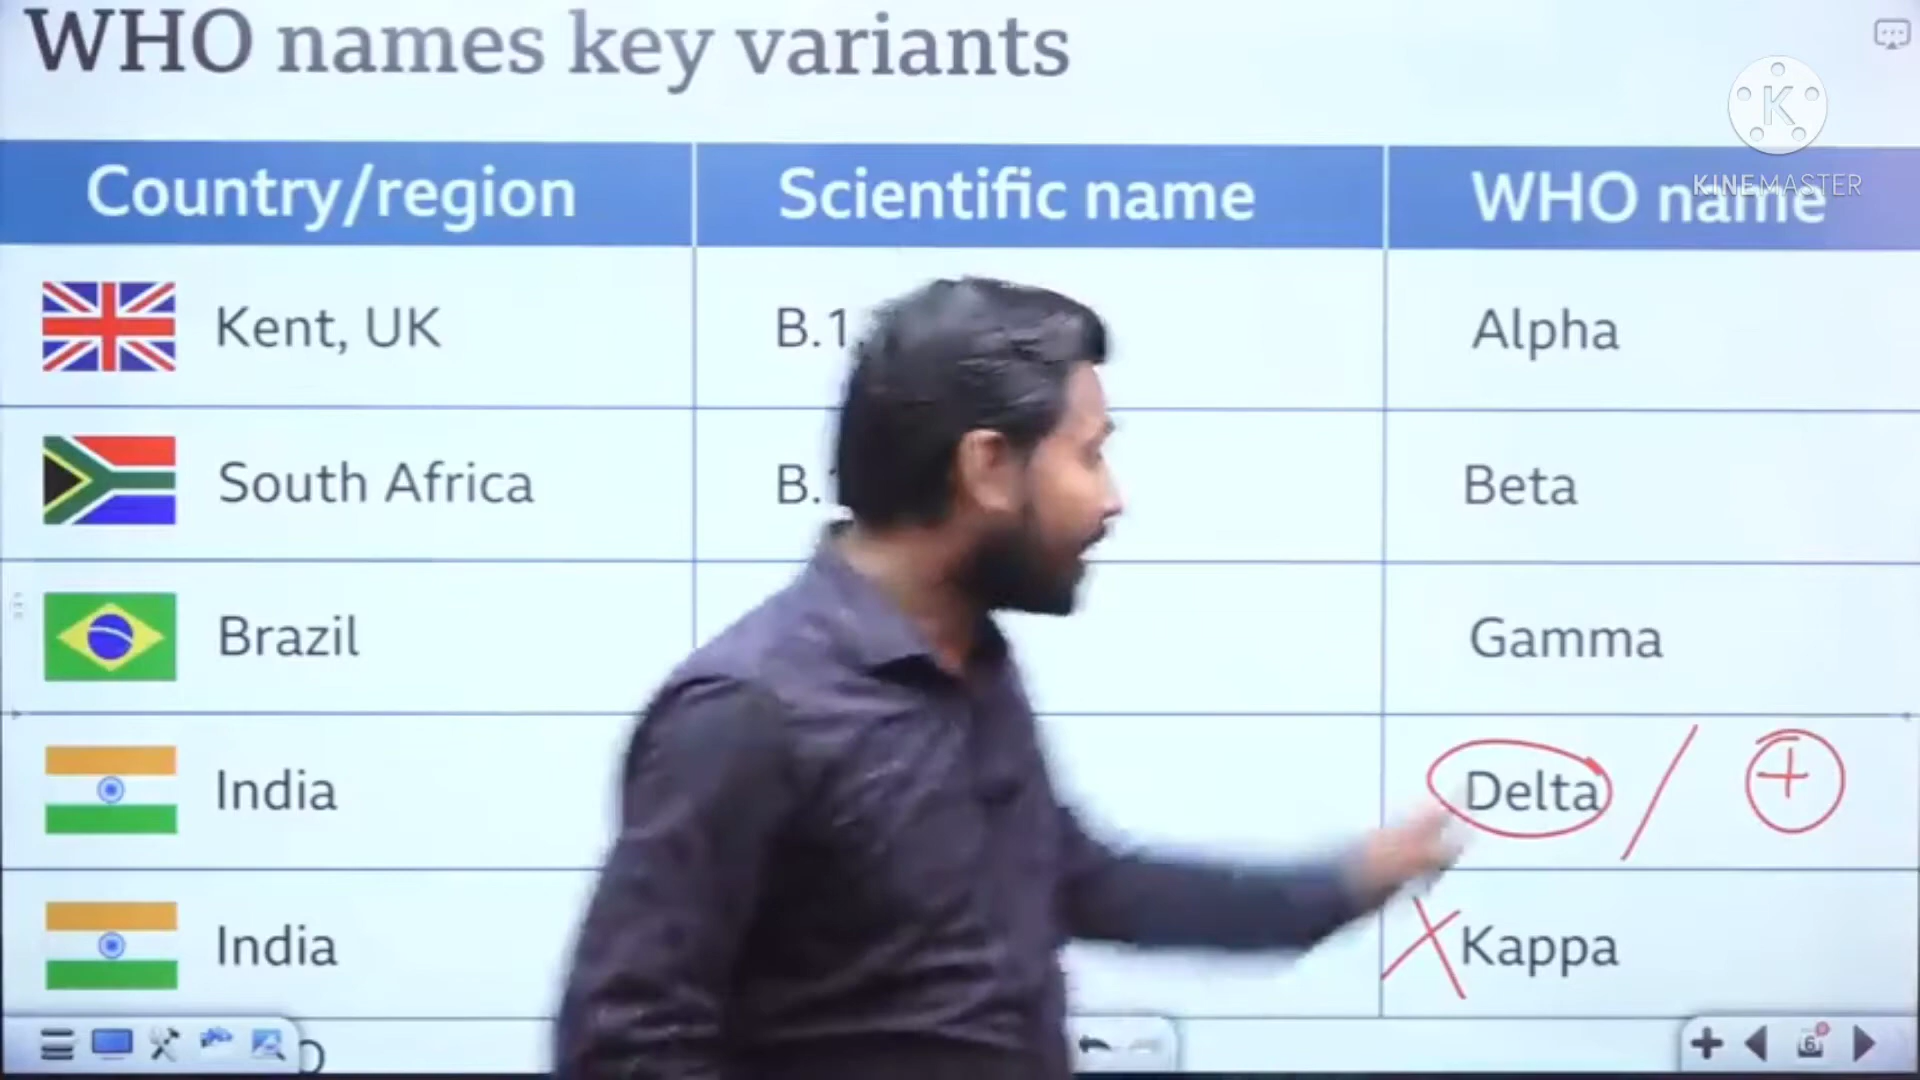 WHO names key variants
Country/region Scientific name WHO name
KINEMASTER
Kent, UK B.1. Alpha
South Africa B.1 Beta
Brazil Gamma
India Delta / +
India X Kappa